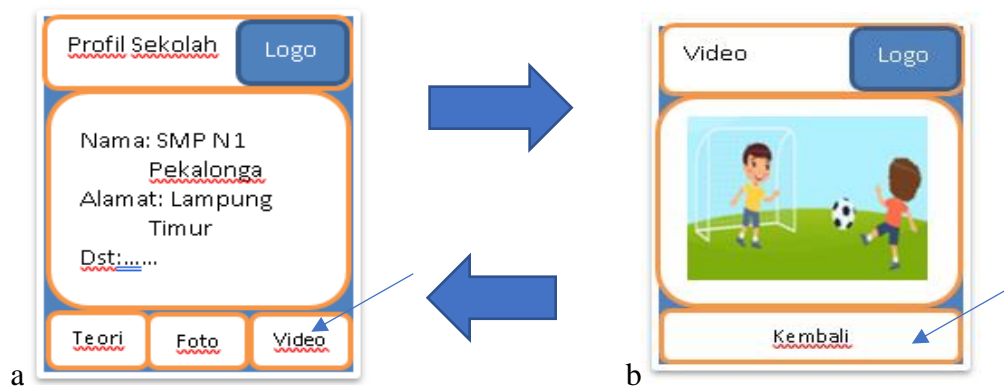 Profil Sekolah
Logo
Nama: SMP N 1
Pekalonga
Alamat: Lampung
Timur
Dst:......
Teori
Foto
Video
a
Video
Logo
Kembali
b